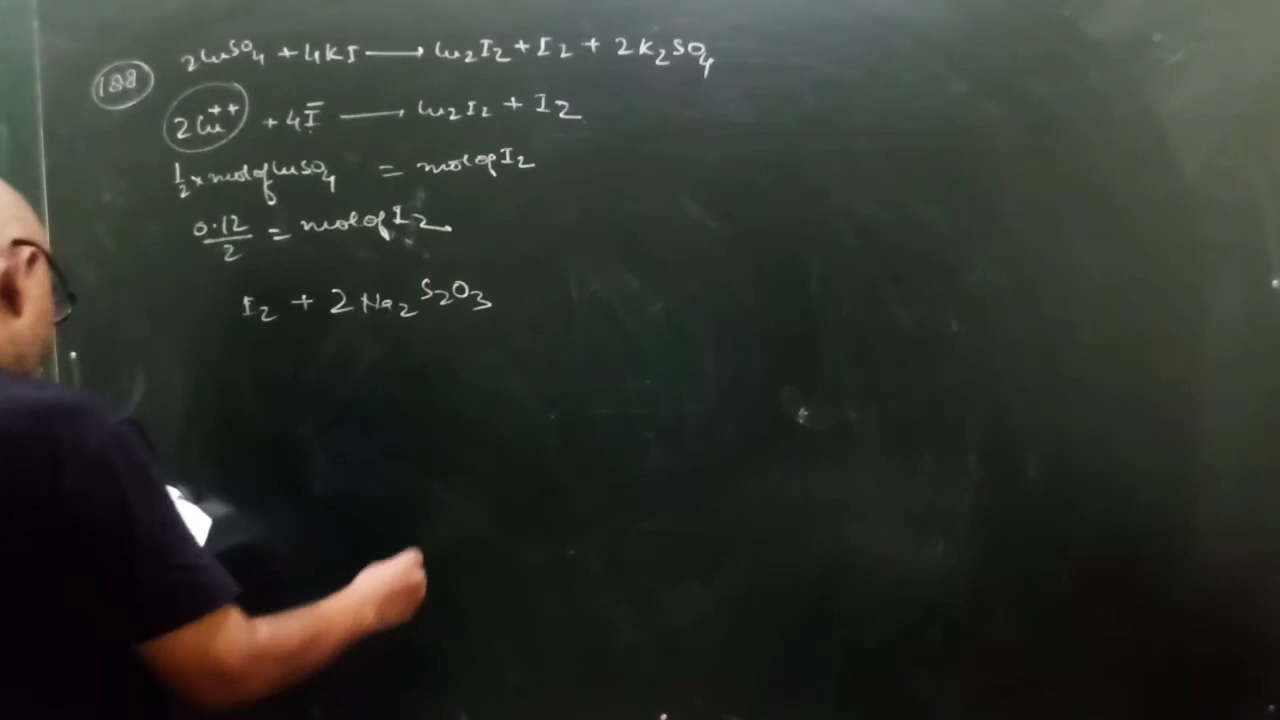 188
2CuSO4 + 4KI ⟶ Cu2I2 + I2 + 2K2SO4
2Cu++ + 4I− ⟶ Cu2I2 + I2
1/2 × mol of CuSO4 = mol of I2
0.12/2 = mol of I2
I2 + 2Na2S2O3